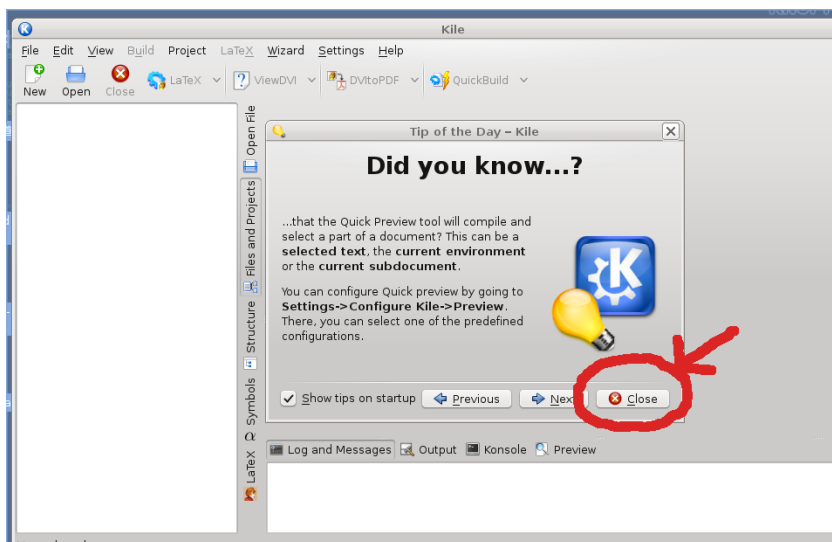 Kile
File Edit View Build Project LaTeX Wizard Settings Help
New Open Close LaTeX ViewDVI DVItoPDF QuickBuild
Open File
Files and Projects
Structure
Symbols
LaTeX
Tip of the Day – Kile
Did you know...?
...that the Quick Preview tool will compile and
select a part of a document? This can be a
selected text, the current environment
or the current subdocument.
You can configure Quick preview by going to
Settings->Configure Kile->Preview.
There, you can select one of the predefined
configurations.
Show tips on startup Previous Next Close
Log and Messages Output Konsole Preview